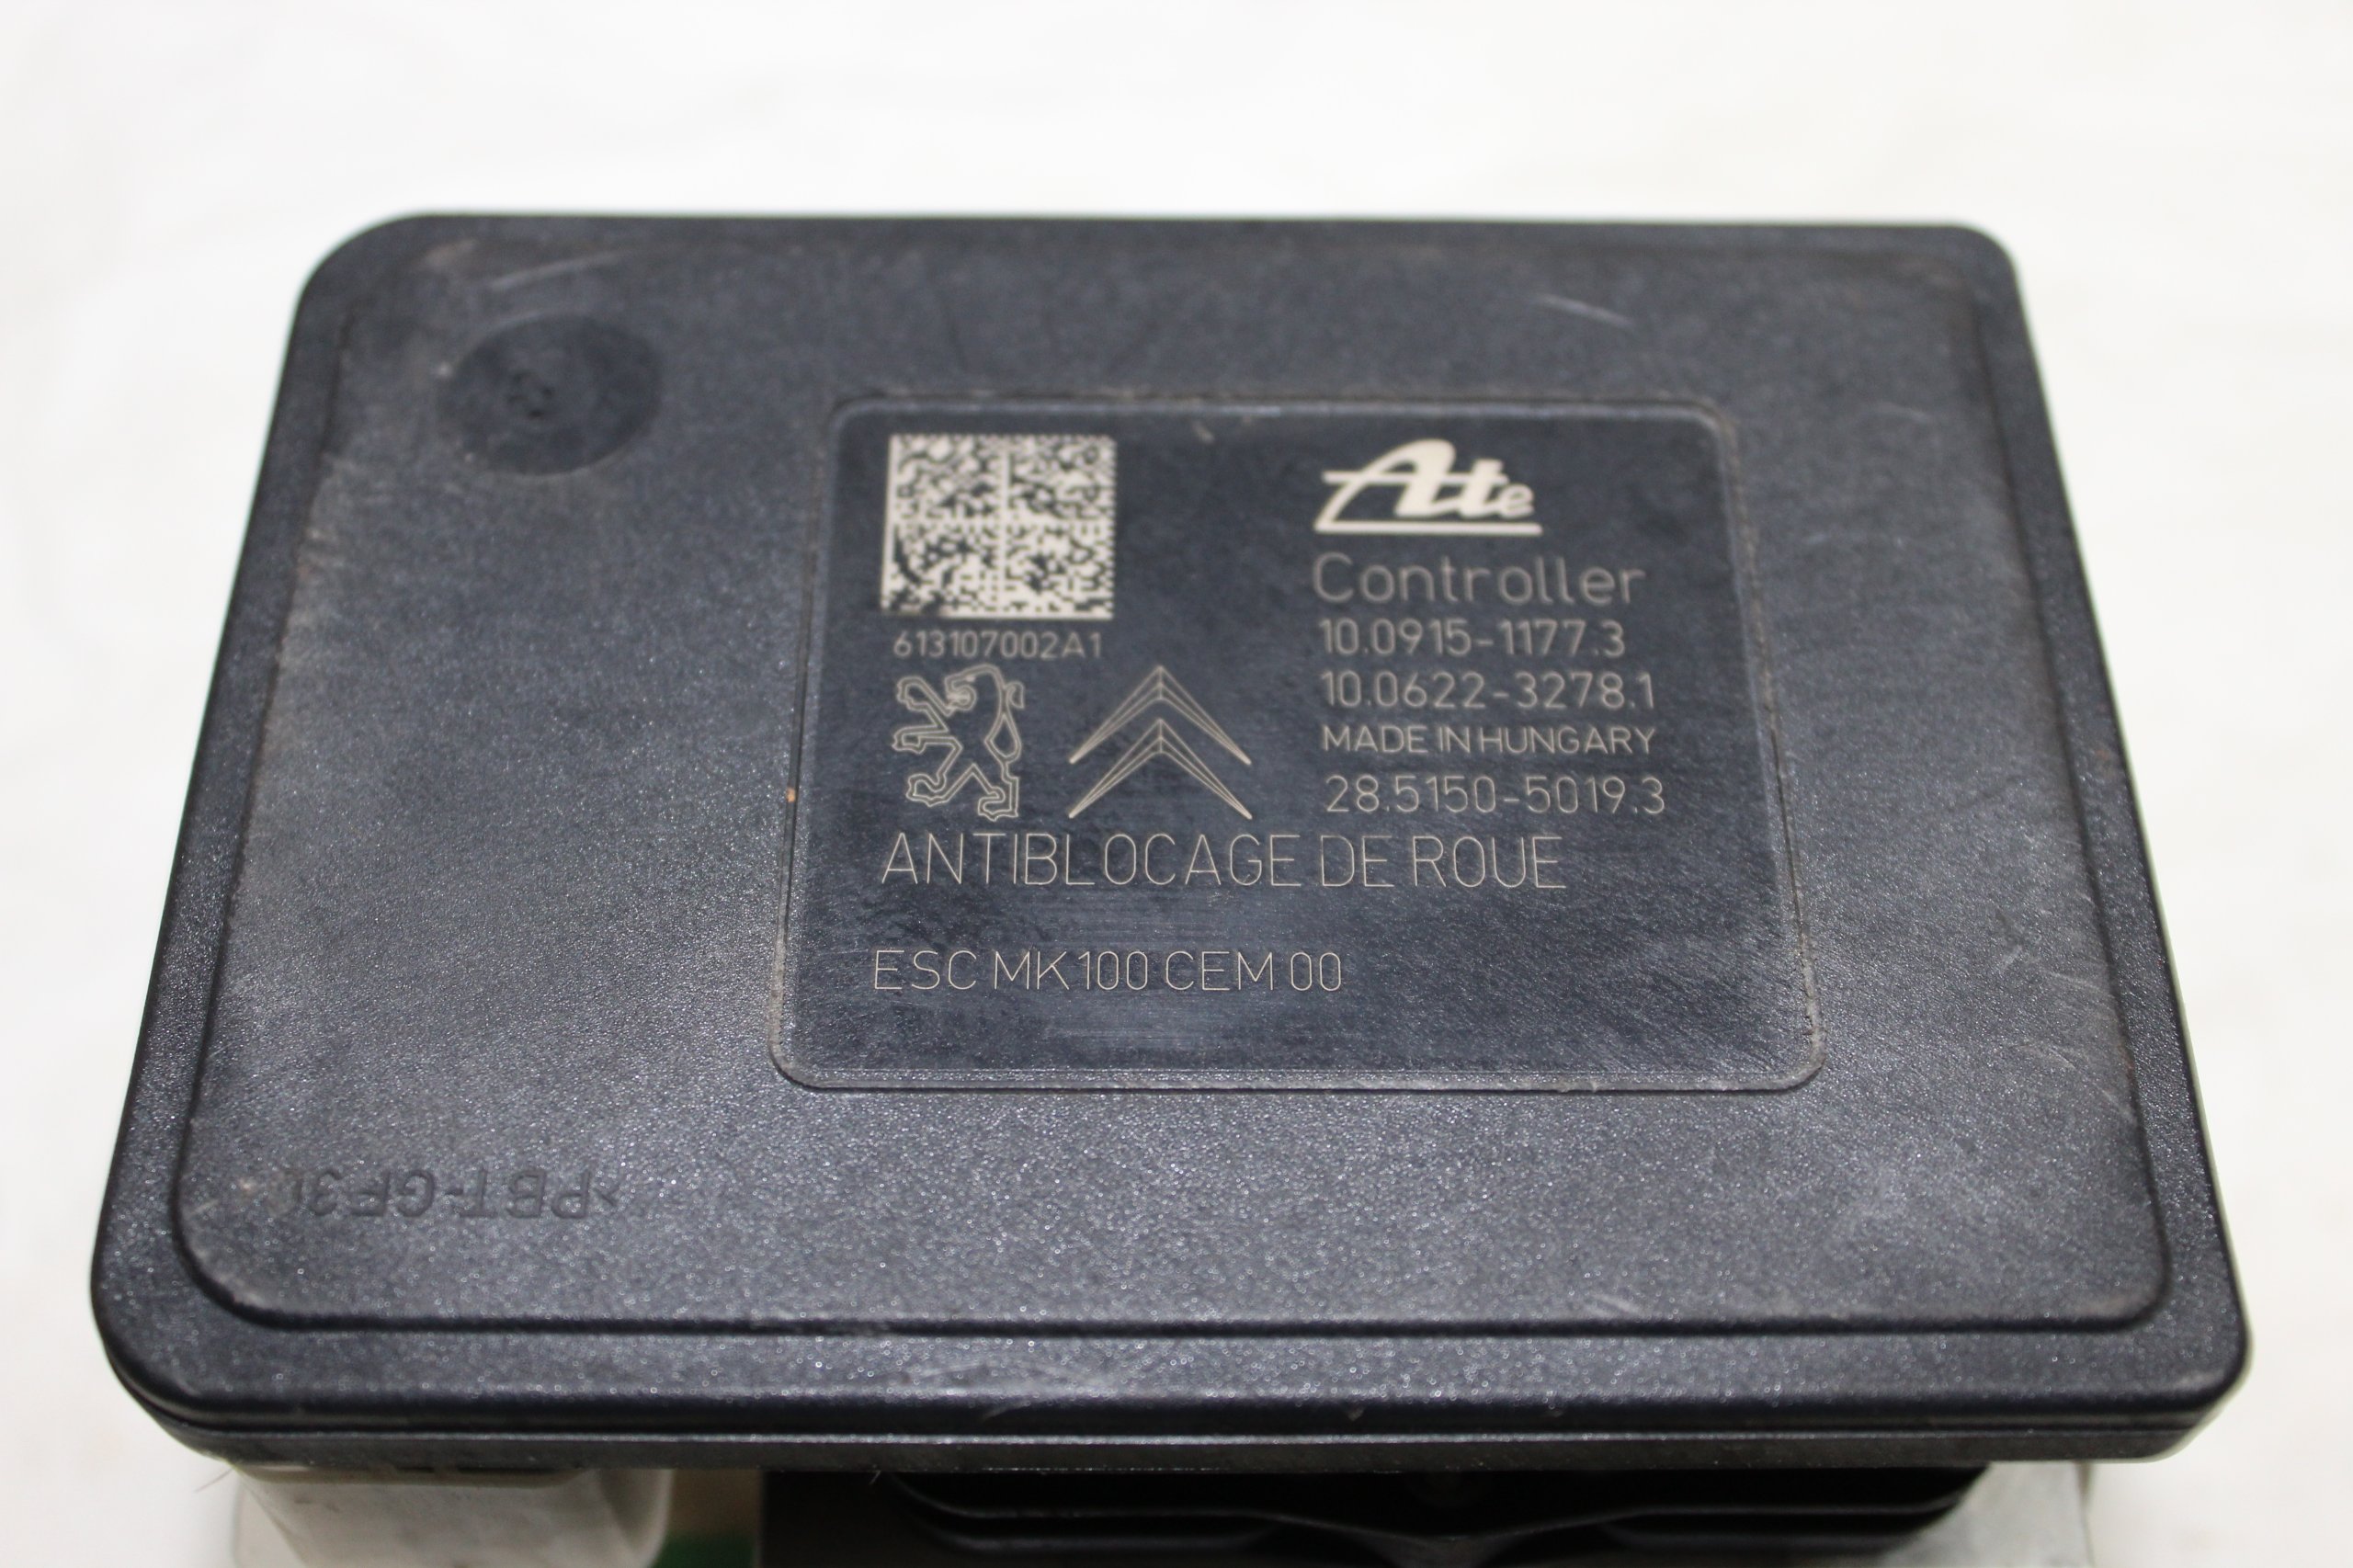 Ate
Controller
613107002A1
10.0915-1177.3
10.0622-3278.1
MADE IN HUNGARY
28.5150-5019.3
ANTIBLOCAGE DE ROUE
ESC MK100 CEM 00
>PBT-GF3